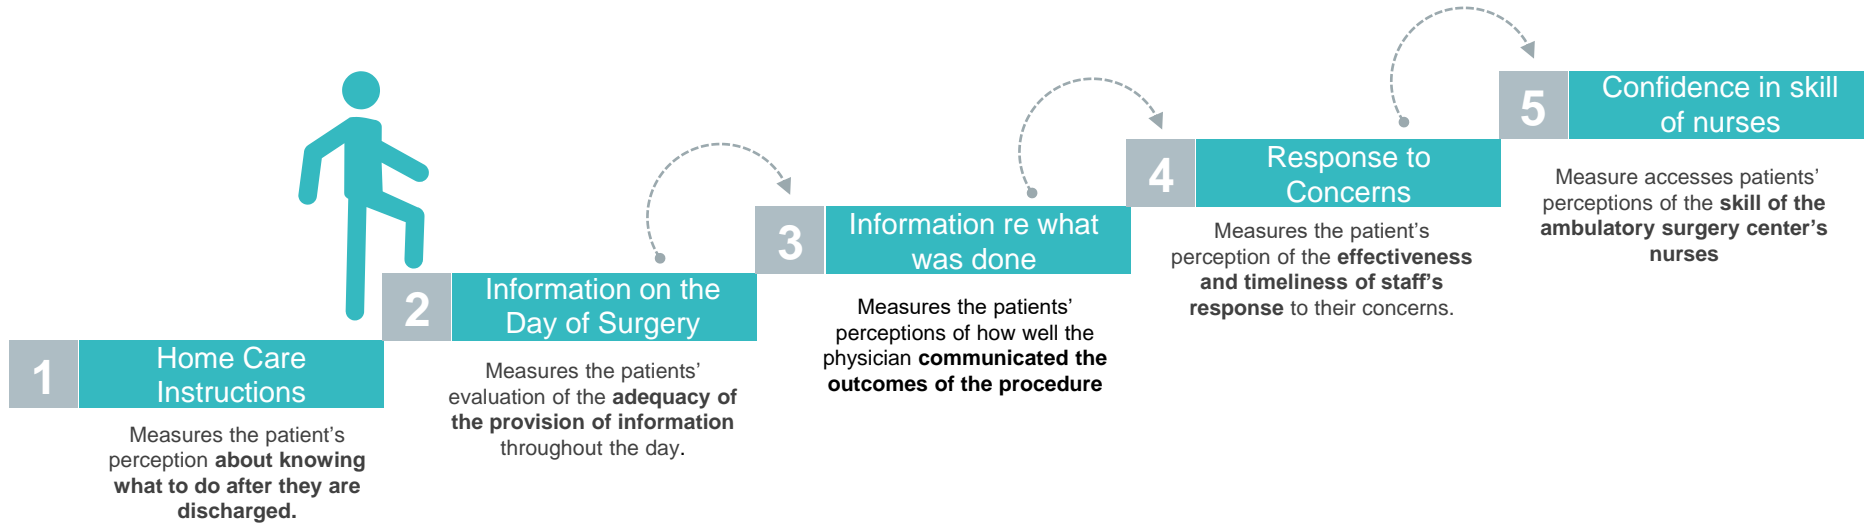 1
Home Care
Instructions
Measures the patient's
perception about knowing
what to do after they are
discharged.
2
Information on the
Day of Surgery
Measures the patients'
evaluation of the adequacy of
the provision of information
throughout the day.
3
Information re what
was done
Measures the patients'
perceptions of how well the
physician communicated the
outcomes of the procedure
4
Response to
Concerns
Measures the patient's
perception of the effectiveness
and timeliness of staff's
response to their concerns.
5
Confidence in skill
of nurses
Measure accesses patients'
perceptions of the skill of the
ambulatory surgery center's
nurses